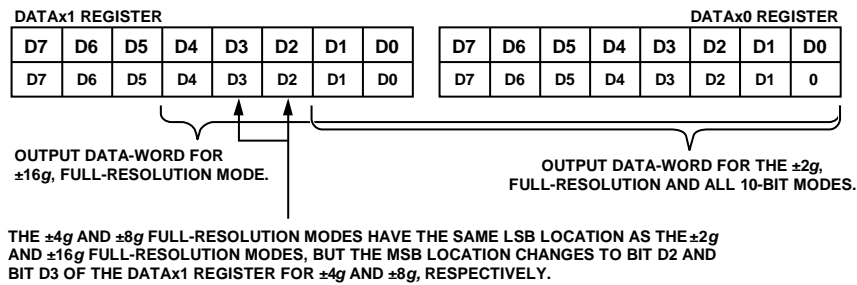 DATAx1 REGISTER DATAx0 REGISTER
D7 D6 D5 D4 D3 D2 D1 D0 D7 D6 D5 D4 D3 D2 D1 D0
D7 D6 D5 D4 D3 D2 D1 D0 D7 D6 D5 D4 D3 D2 D1 0
OUTPUT DATA-WORD FOR
±16g, FULL-RESOLUTION MODE.
OUTPUT DATA-WORD FOR THE ±2g,
FULL-RESOLUTION AND ALL 10-BIT MODES.
THE ±4g AND ±8g FULL-RESOLUTION MODES HAVE THE SAME LSB LOCATION AS THE ±2g
AND ±16g FULL-RESOLUTION MODES, BUT THE MSB LOCATION CHANGES TO BIT D2 AND
BIT D3 OF THE DATAx1 REGISTER FOR ±4g AND ±8g, RESPECTIVELY.